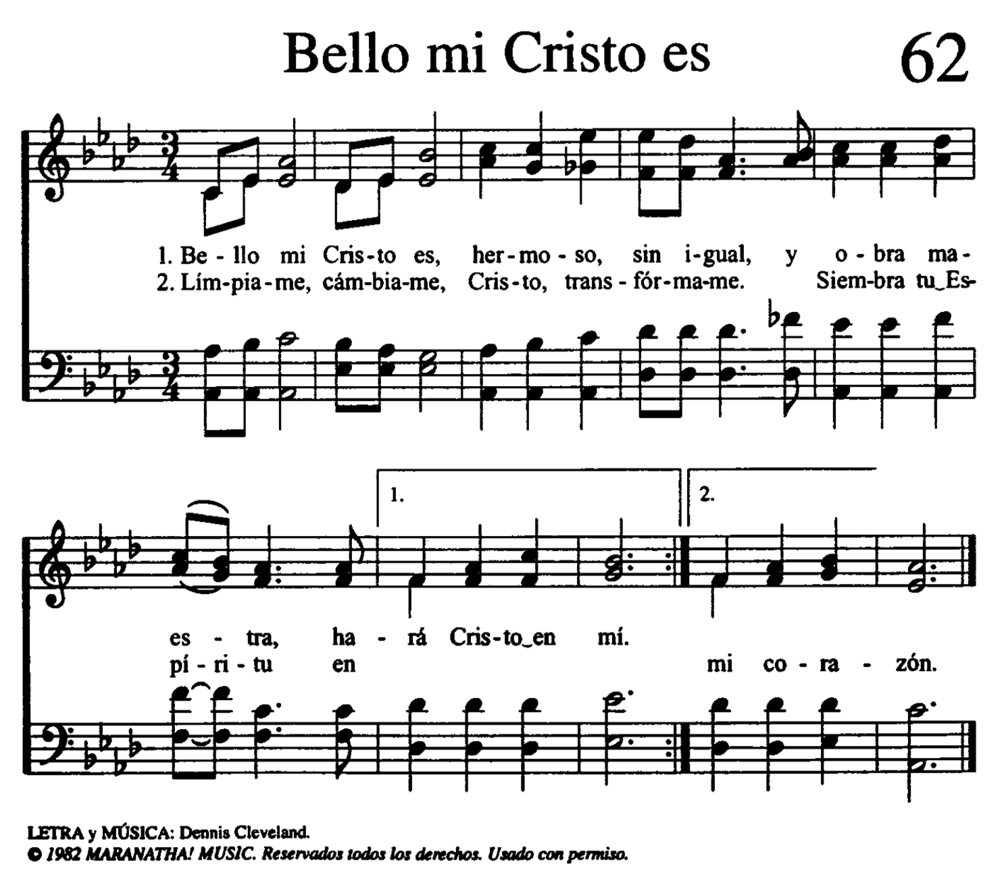 Bello mi Cristo es 62
1. Be - llo mi Cris-to es, her-mo - so, sin i-gual, y o - bra ma-
2. Lím-pia-me, cám-bia-me, Cris-to, trans - fór-ma-me. Siem-bra tu‿Es-
1. 2.
es - tra, ha - rá Cris-to‿en mí.
pí - ri - tu en mi co - ra - zón.
LETRA y MÚSICA: Dennis Cleveland.
© 1982 MARANATHA! MUSIC. Reservados todos los derechos. Usado con permiso.